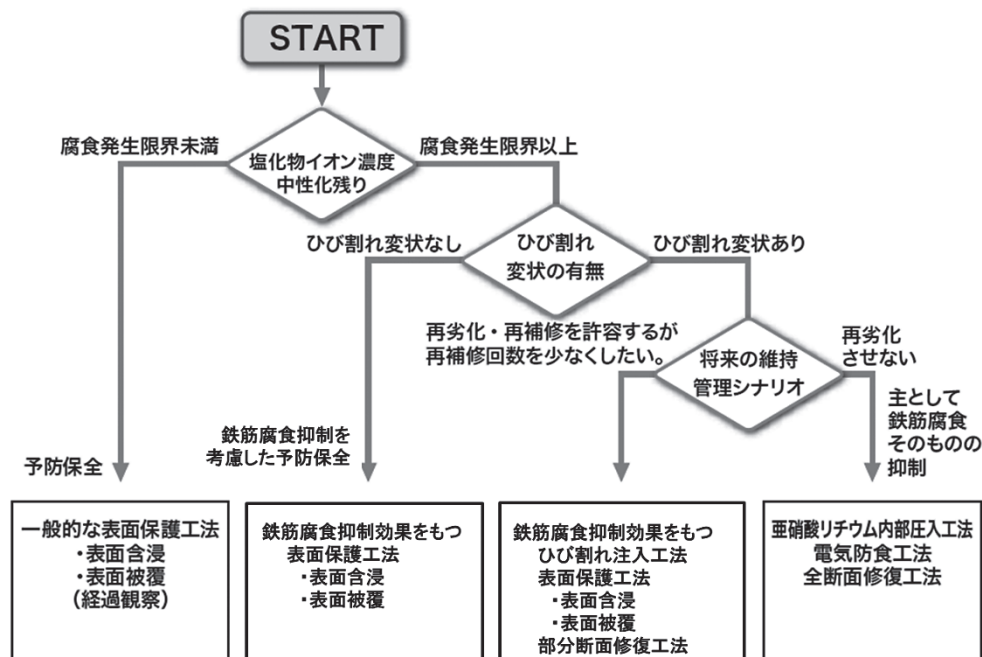 START
塩化物イオン濃度
中性化残り
腐食発生限界未満
腐食発生限界以上
ひび割れ
変状の有無
ひび割れ変状なし
ひび割れ変状あり
将来の維持
管理シナリオ
再劣化・再補修を許容するが
再補修回数を少なくしたい。
再劣化
させない
主として
鉄筋腐食
そのものの
抑制
鉄筋腐食抑制を
考慮した予防保全
予防保全
一般的な表面保護工法
・表面含浸
・表面被覆
(経過観察)
鉄筋腐食抑制効果をもつ
表面保護工法
・表面含浸
・表面被覆
鉄筋腐食抑制効果をもつ
ひび割れ注入工法
表面保護工法
・表面含浸
・表面被覆
部分断面修復工法
亜硝酸リチウム内部圧入工法
電気防食工法
全断面修復工法